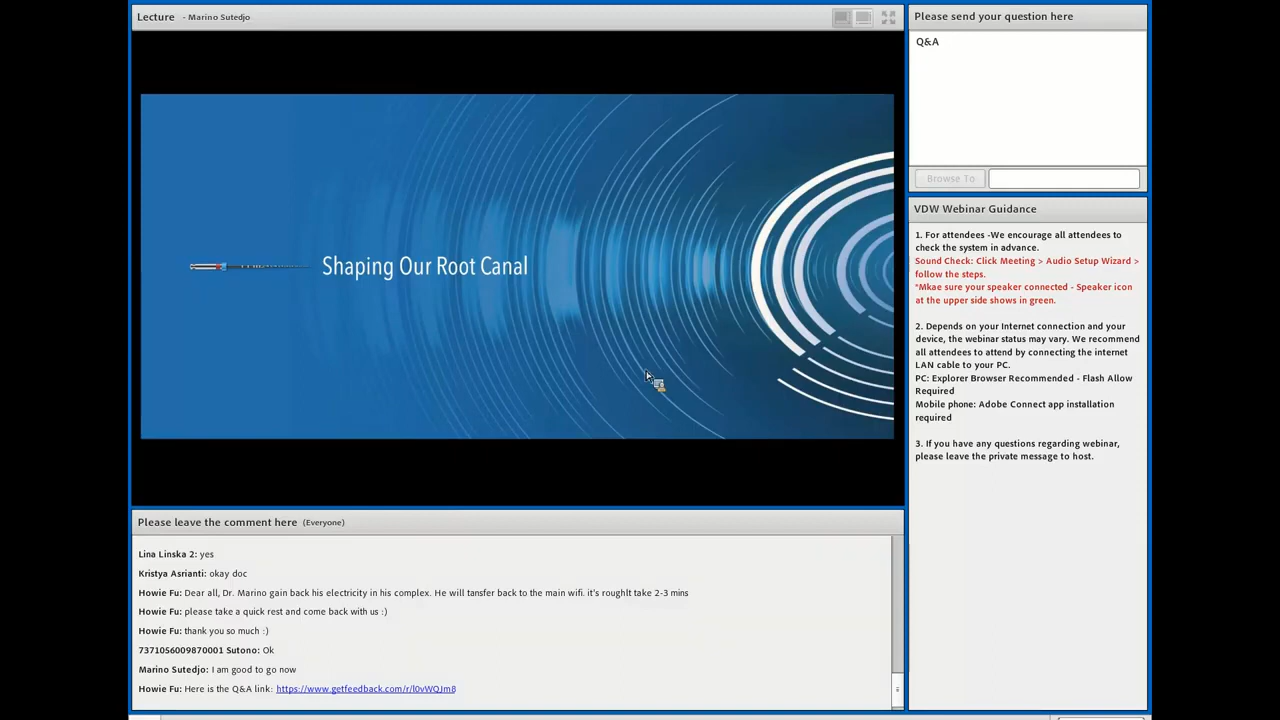 Lecture - Marino Sutedjo
Shaping Our Root Canal
Please leave the comment here (Everyone)
Lina Linska 2: yes
Kristya Asrianti: okay doc
Howie Fu: Dear all, Dr. Marino gain back his electricity in his complex. He will tansfer back to the main wifi. it's roughlt take 2-3 mins
Howie Fu: please take a quick rest and come back with us :)
Howie Fu: thank you so much :)
7371056009870001 Sutono: Ok
Marino Sutedjo: I am good to go now
Howie Fu: Here is the Q&A link: https://www.getfeedback.com/r/l0vWQJm8
Please send your question here
Q&A
Browse To
VDW Webinar Guidance
1. For attendees -We encourage all attendees to
check the system in advance.
Sound Check: Click Meeting > Audio Setup Wizard >
follow the steps.
*Mkae sure your speaker connected - Speaker icon
at the upper side shows in green.
2. Depends on your Internet connection and your
device, the webinar status may vary. We recommend
all attendees to attend by connecting the internet
LAN cable to your PC.
PC: Explorer Browser Recommended - Flash Allow
Required
Mobile phone: Adobe Connect app installation
required
3. If you have any questions regarding webinar,
please leave the private message to host.